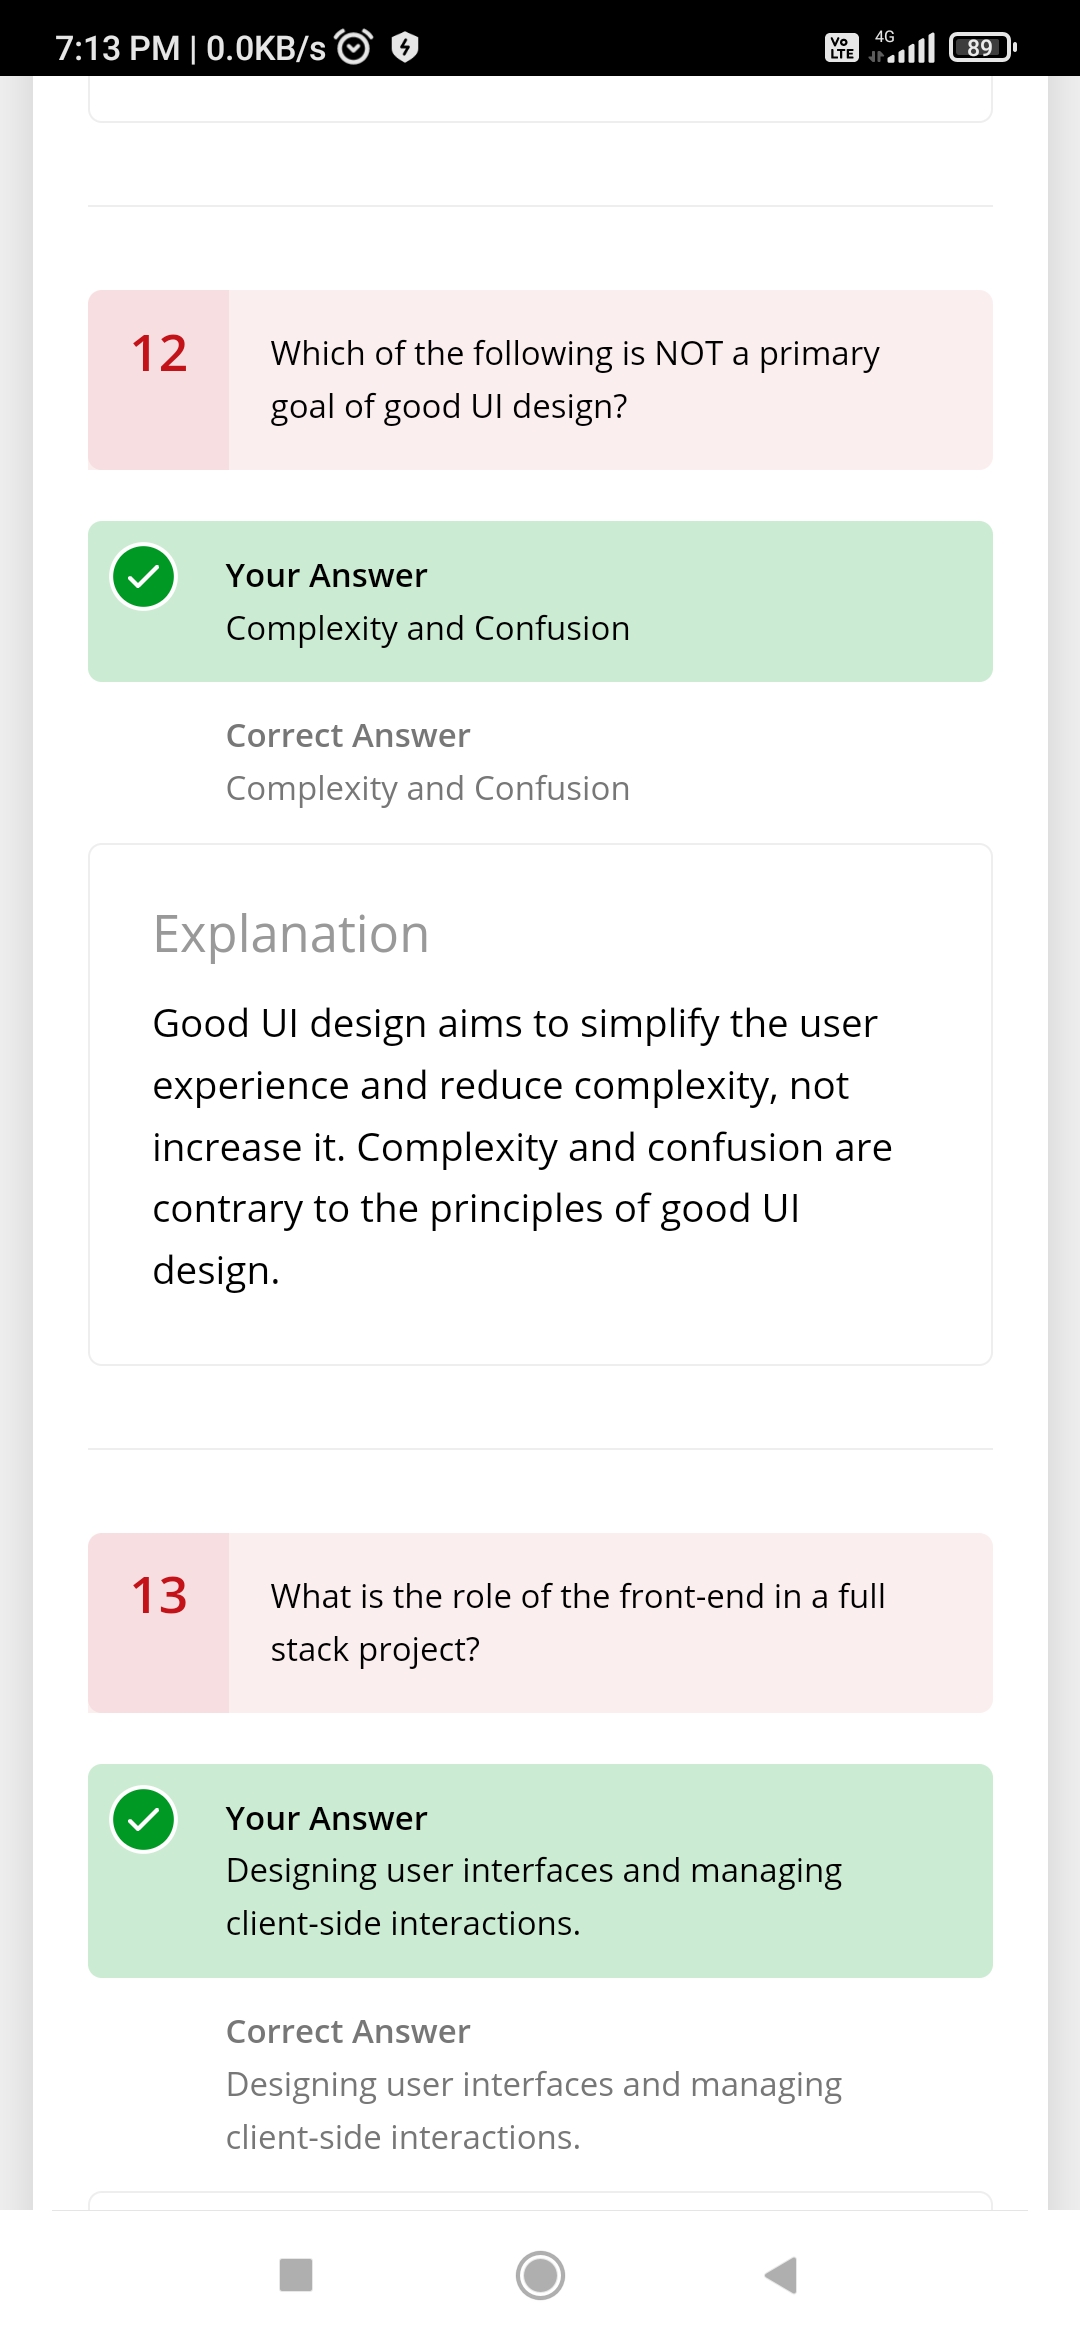 7:13 PM | 0.0KB/s
Vo LTE 4G 89
12
Which of the following is NOT a primary
goal of good UI design?
Your Answer
Complexity and Confusion
Correct Answer
Complexity and Confusion
Explanation
Good UI design aims to simplify the user
experience and reduce complexity, not
increase it. Complexity and confusion are
contrary to the principles of good UI
design.
13
What is the role of the front-end in a full
stack project?
Your Answer
Designing user interfaces and managing
client-side interactions.
Correct Answer
Designing user interfaces and managing
client-side interactions.